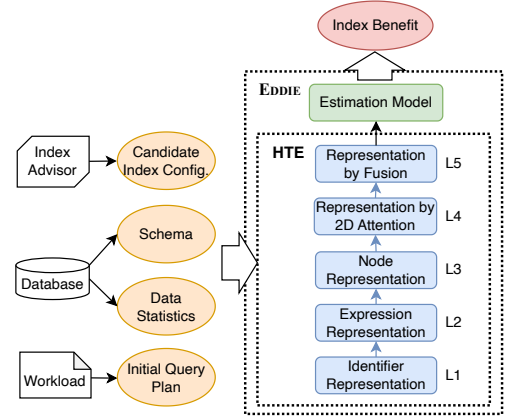 Index Benefit
EDDIE
Estimation Model
HTE
Representation
by Fusion
L5
Index
Advisor
Candidate
Index Config.
Representation by
2D Attention
L4
Schema
Node
Representation
L3
Database
Data
Statistics
Expression
Representation
L2
Workload
Initial Query
Plan
Identifier
Representation
L1